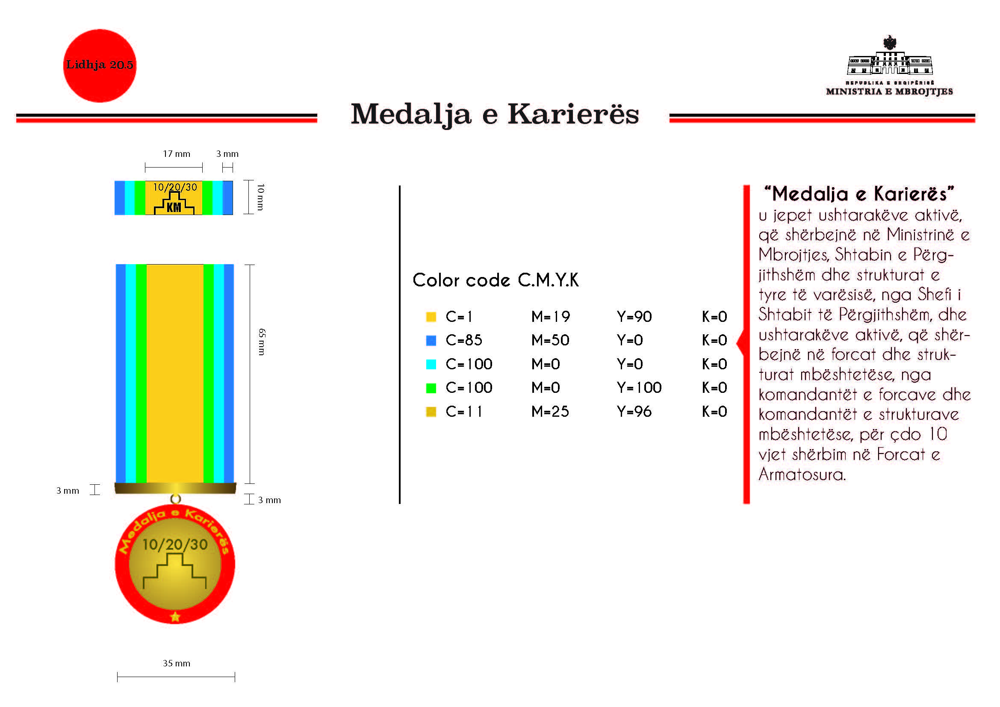 Lidhja 20.5
REPUBLIKA E SHQIPËRISË
MINISTRIA E MBROJTJES
Medalja e Karierës
17 mm
3 mm
10/20/30
KM
10 mm
65 mm
3 mm
3 mm
Medalja e Karierës
10/20/30
35 mm
Color code C.M.Y.K
C=1 M=19 Y=90 K=0
C=85 M=50 Y=0 K=0
C=100 M=0 Y=0 K=0
C=100 M=0 Y=100 K=0
C=11 M=25 Y=96 K=0
“Medalja e Karierës”
u jepet ushtarakëve aktivë,
që shërbejnë në Ministrinë e
Mbrojtjes, Shtabin e Përg-
jithshëm dhe strukturat e
tyre të varësisë, nga Shefi i
Shtabit të Përgjithshëm, dhe
ushtarakëve aktivë, që shër-
bejnë në forcat dhe struk-
turat mbështetëse, nga
komandantët e forcave dhe
komandantët e strukturave
mbështetëse, për çdo 10
vjet shërbim në Forcat e
Armatosura.